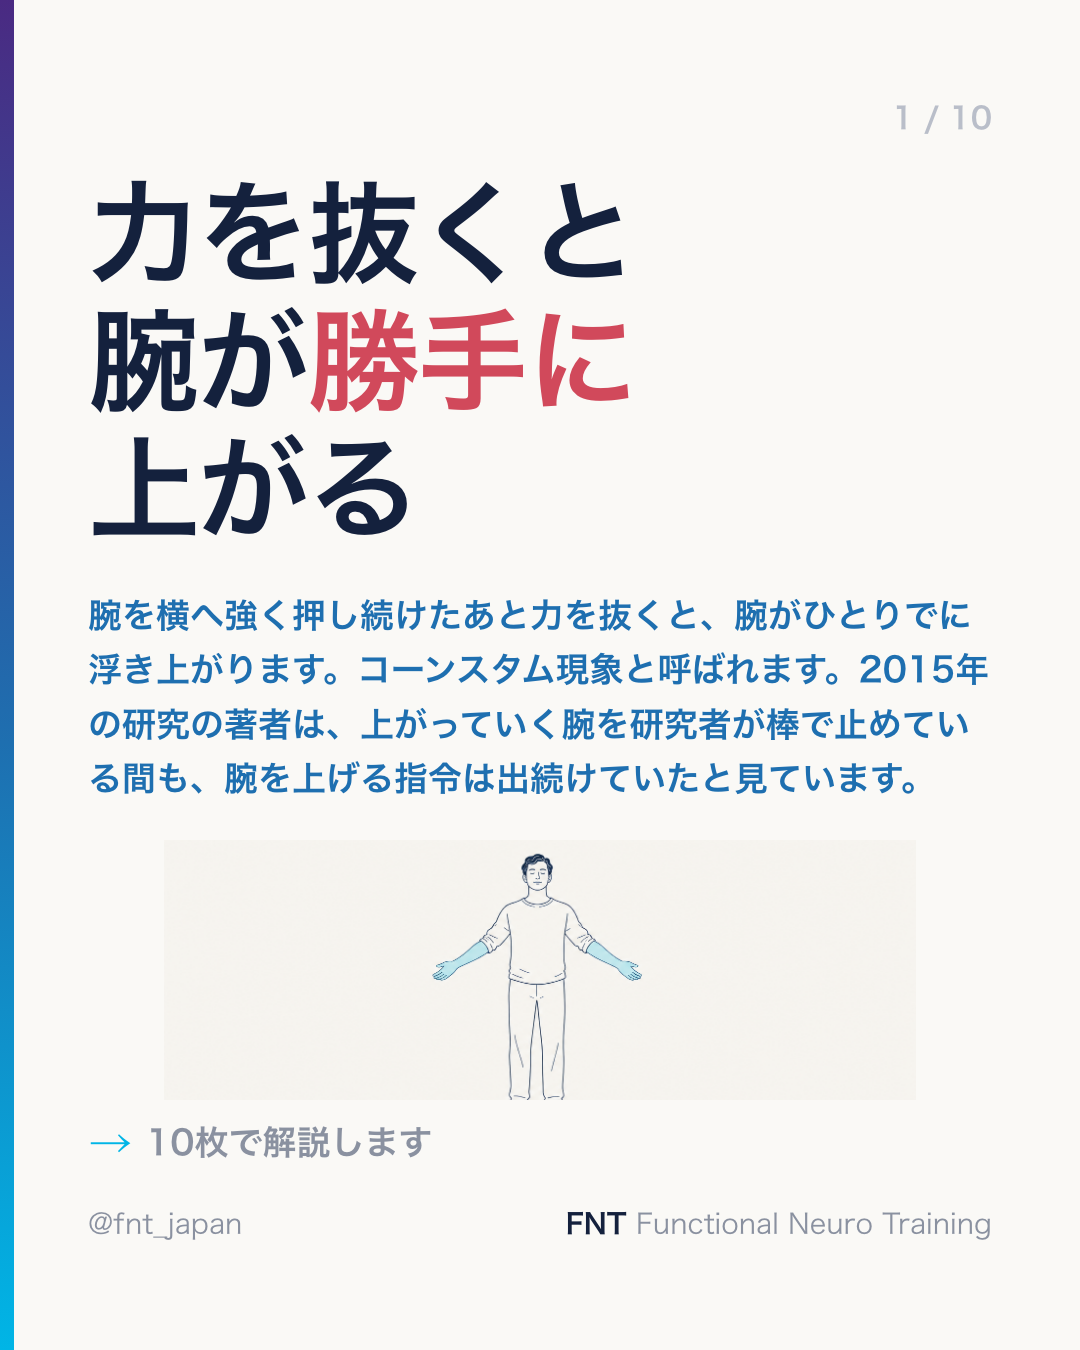 1 / 10
力を抜くと
腕が勝手に
上がる
腕を横へ強く押し続けたあと力を抜くと、腕がひとりでに
浮き上がります。コーンスタム現象と呼ばれます。2015年
の研究の著者は、上がっていく腕を研究者が棒で止めてい
る間も、腕を上げる指令は出続けていたと見ています。
→ 10枚で解説します
@fnt_japan
FNT Functional Neuro Training